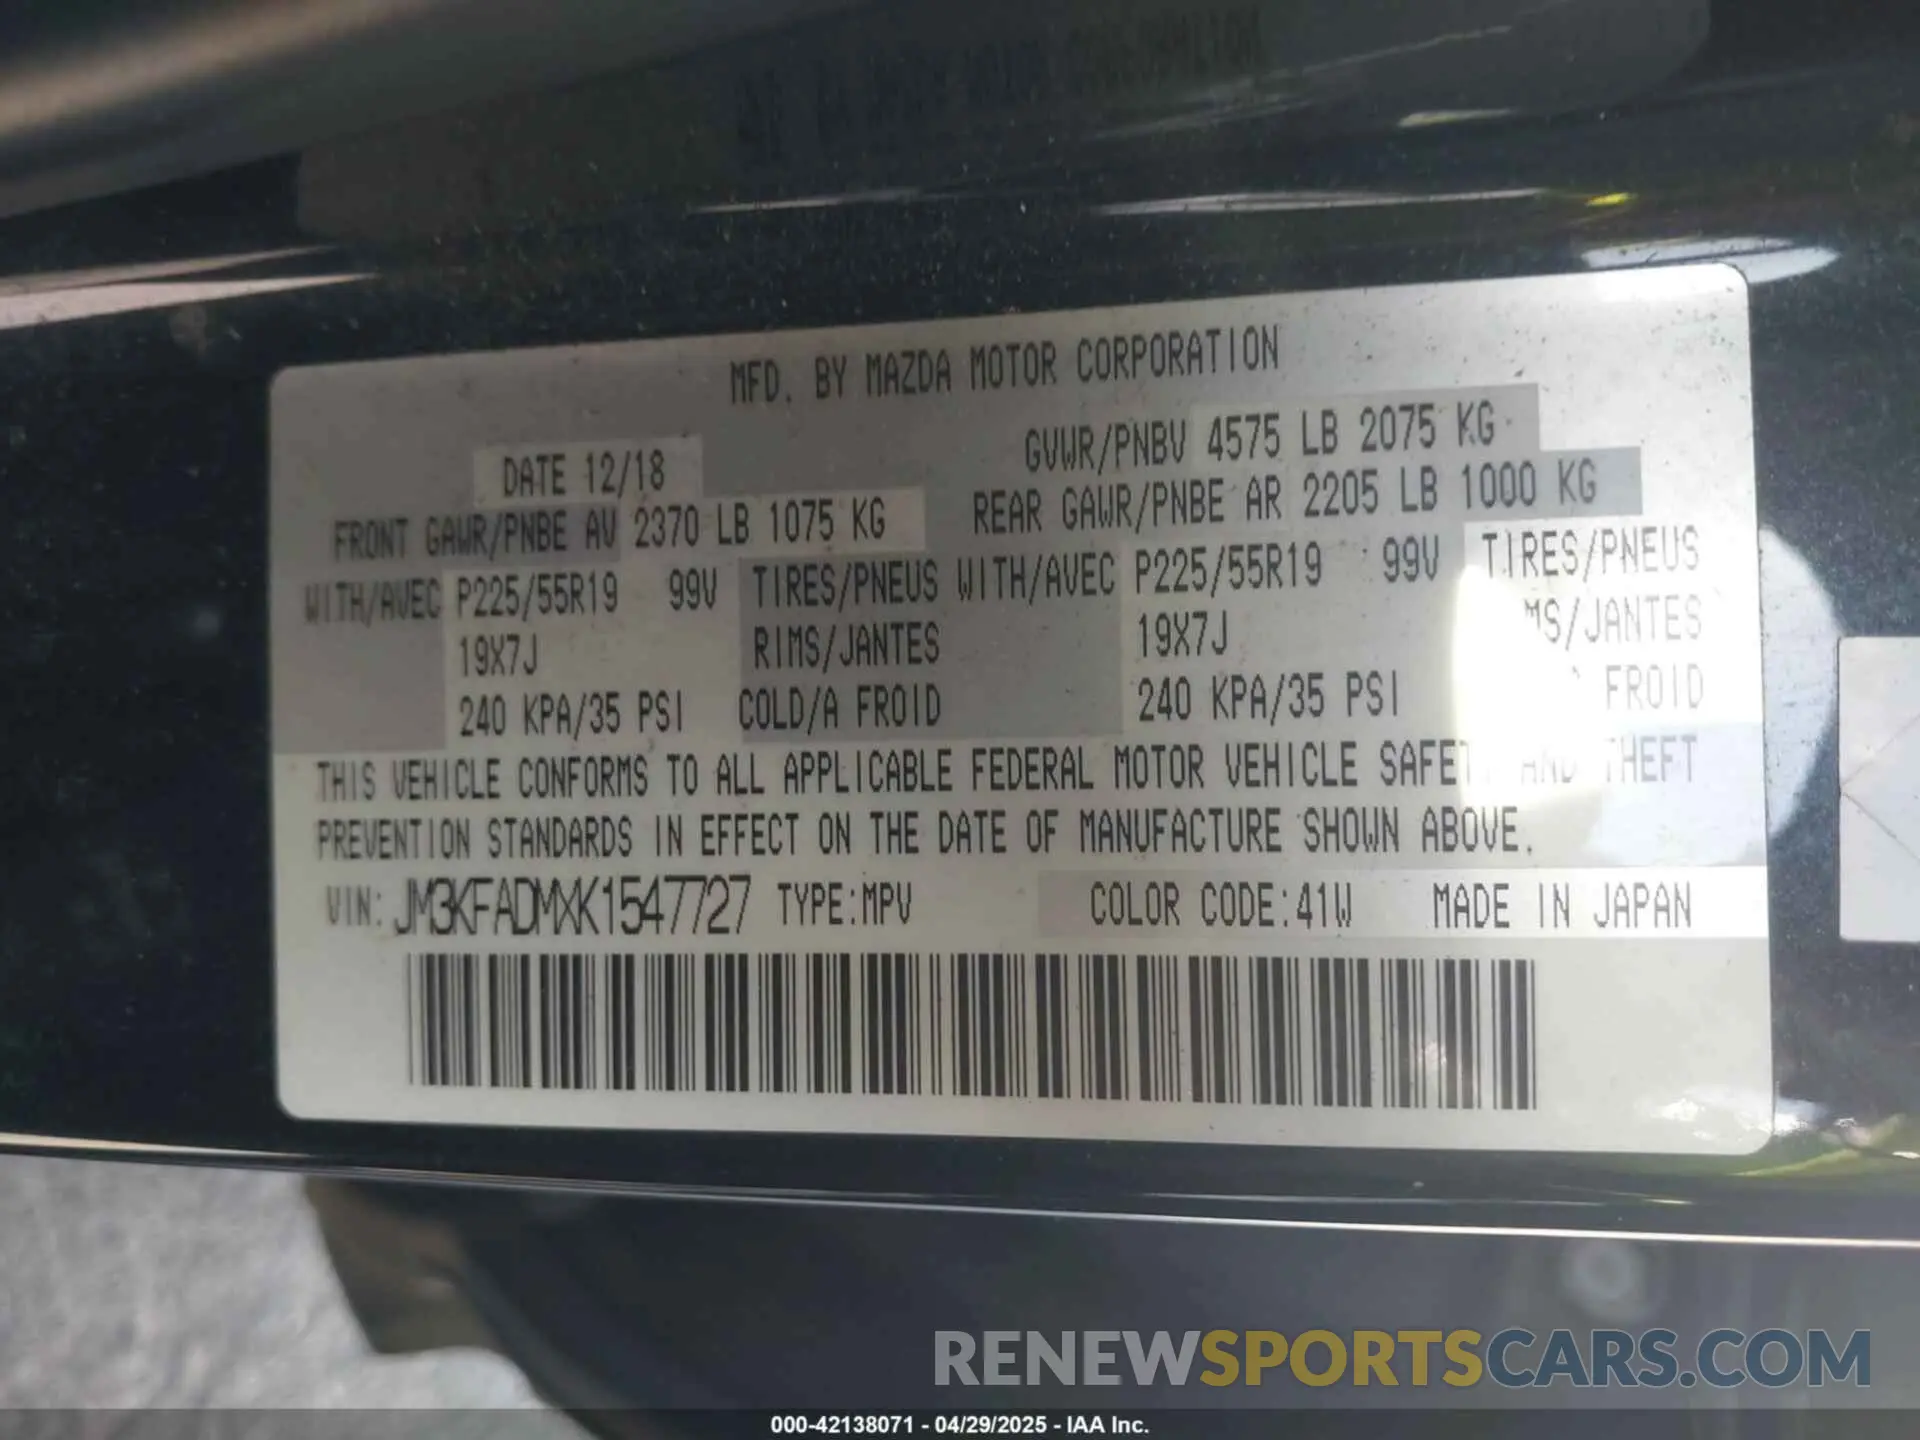 MFD. BY MAZDA MOTOR CORPORATION
DATE 12/18 GVWR/PNBV 4575 LB 2075 KG
FRONT GAWR/PNBE AV 2370 LB 1075 KG REAR GAWR/PNBE AR 2205 LB 1000 KG
WITH/AVEC P225/55R19 99V TIRES/PNEUS WITH/AVEC P225/55R19 99V TIRES/PNEUS
19X7J RIMS/JANTES 19X7J MS/JANTES
240 KPA/35 PSI COLD/A FROID 240 KPA/35 PSI FROID
THIS VEHICLE CONFORMS TO ALL APPLICABLE FEDERAL MOTOR VEHICLE SAFETY AND THEFT
PREVENTION STANDARDS IN EFFECT ON THE DATE OF MANUFACTURE SHOWN ABOVE.
VIN: JM3KFADMXK1547727 TYPE:MPV COLOR CODE:41W MADE IN JAPAN
RENEWSPORTSCARS.COM
000-42138071 - 04/29/2025 - IAA Inc.